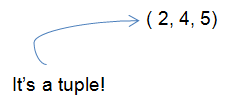 ( 2, 4, 5)
It's a tuple!